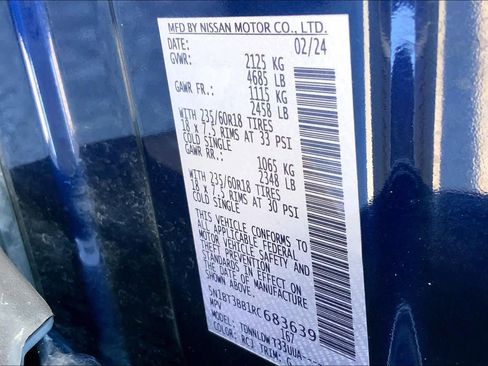 MFD BY NISSAN MOTOR CO., LTD.
DATE: 02/24
GVWR: 2125 KG
4685 LB
GAWR FR.: 1115 KG
2458 LB
WITH 235/60R18 TIRES
18 x 7.5 RIMS AT 33 PSI
COLD SINGLE
GAWR RR.: 1065 KG
2348 LB
WITH 235/60R18 TIRES
18 x 7.5 RIMS AT 30 PSI
COLD SINGLE
THIS VEHICLE CONFORMS TO
ALL APPLICABLE FEDERAL
MOTOR VEHICLE SAFETY AND
THEFT PREVENTION
STANDARDS IN EFFECT ON
THE DATE OF MANUFACTURE
SHOWN ABOVE.
5N1BT3BB1RC 683639
MPV 167
MODEL: T33UUA
COLOR: RCJ TRIM: G